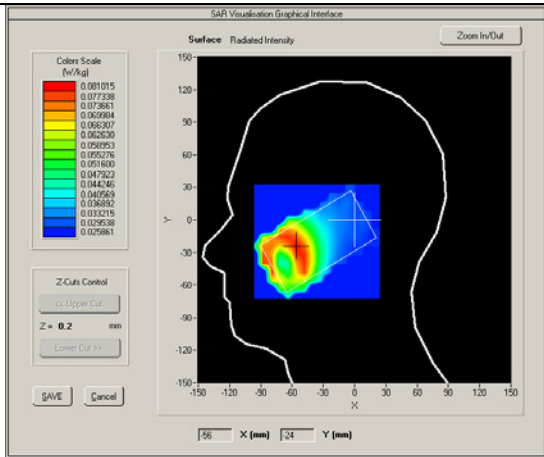 SAR Visualisation Graphical Interface
Surface Radiated Intensity
Zoom In/Out
Colors Scale
(W/kg)
0.081015
0.077338
0.073661
0.069984
0.066307
0.062630
0.058953
0.055276
0.051600
0.047923
0.044246
0.040569
0.036892
0.033215
0.029538
0.025861
Z-Cuts Control
<< Upper Cut
Z = 0.2 mm
Lower Cut >>
SAVE Cancel
Y
150
120
90
60
30
0
-30
-60
-90
-120
-150
-150 -120 -90 -60 -30 0 30 60 90 120 150
X
-56 X (mm) -24 Y (mm)